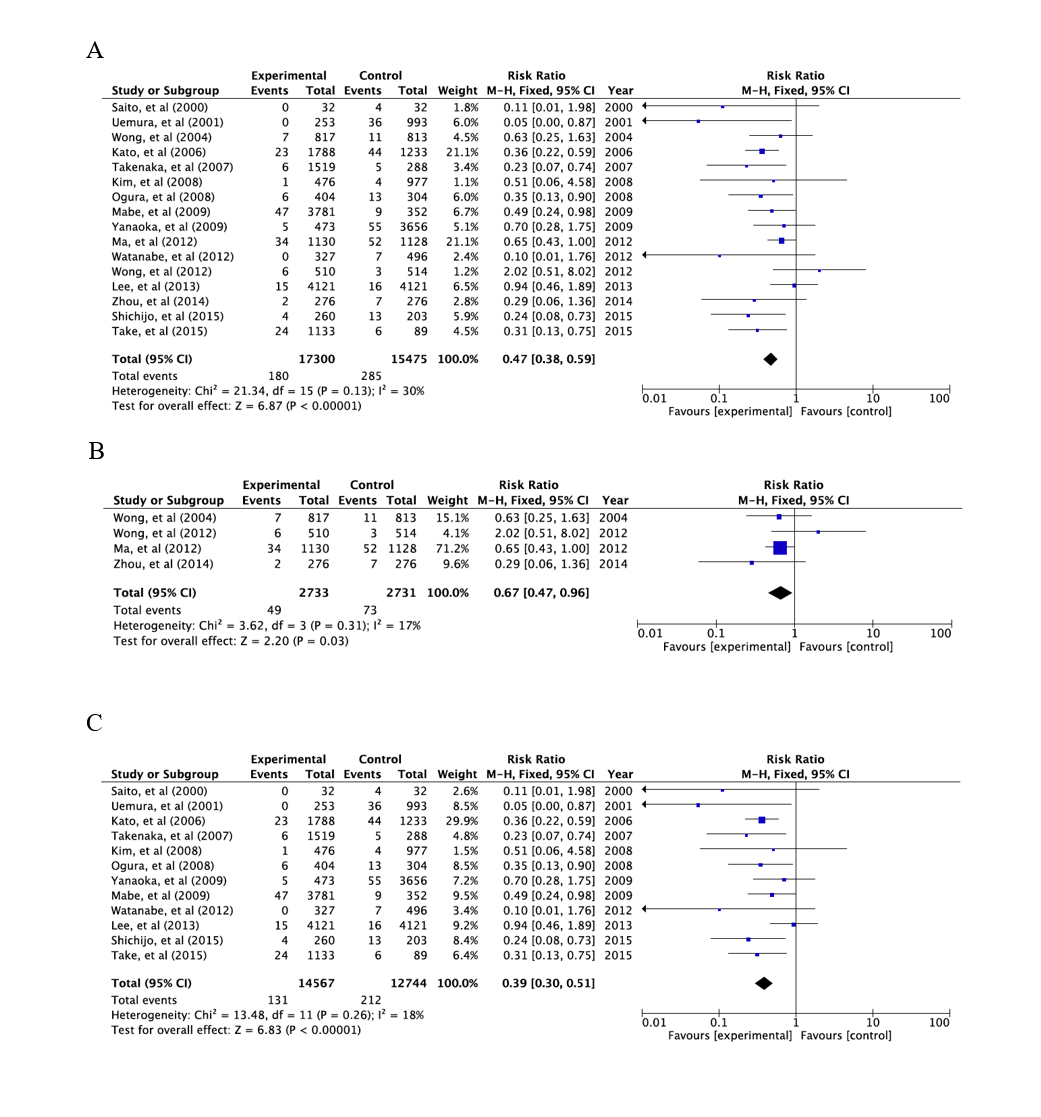 A
Experimental Control Risk Ratio Risk Ratio
Study or Subgroup Events Total Events Total Weight M-H, Fixed, 95% CI Year M-H, Fixed, 95% CI
Saito, et al (2000) 0 32 4 32 1.8% 0.11 [0.01, 1.98] 2000
Uemura, et al (2001) 0 253 36 993 6.0% 0.05 [0.00, 0.87] 2001
Wong, et al (2004) 7 817 11 813 4.5% 0.63 [0.25, 1.63] 2004
Kato, et al (2006) 23 1788 44 1233 21.1% 0.36 [0.22, 0.59] 2006
Takenaka, et al (2007) 6 1519 5 288 3.4% 0.23 [0.07, 0.74] 2007
Kim, et al (2008) 1 476 4 977 1.1% 0.51 [0.06, 4.58] 2008
Ogura, et al (2008) 6 404 13 304 6.0% 0.35 [0.13, 0.90] 2008
Mabe, et al (2009) 47 3781 9 352 6.7% 0.49 [0.24, 0.98] 2009
Yanaoka, et al (2009) 5 473 55 3656 5.1% 0.70 [0.28, 1.75] 2009
Ma, et al (2012) 34 1130 52 1128 21.1% 0.65 [0.43, 1.00] 2012
Watanabe, et al (2012) 0 327 7 496 2.4% 0.10 [0.01, 1.76] 2012
Wong, et al (2012) 6 510 3 514 1.2% 2.02 [0.51, 8.02] 2012
Lee, et al (2013) 15 4121 16 4121 6.5% 0.94 [0.46, 1.89] 2013
Zhou, et al (2014) 2 276 7 276 2.8% 0.29 [0.06, 1.36] 2014
Shichijo, et al (2015) 4 260 13 203 5.9% 0.24 [0.08, 0.73] 2015
Take, et al (2015) 24 1133 6 89 4.5% 0.31 [0.13, 0.75] 2015
Total (95% CI) 17300 15475 100.0% 0.47 [0.38, 0.59]
Total events 180 285
Heterogeneity: Chi² = 21.34, df = 15 (P = 0.13); I² = 30%
Test for overall effect: Z = 6.87 (P < 0.00001)
0.01 0.1 1 10 100
Favours [experimental] Favours [control]
B
Experimental Control Risk Ratio Risk Ratio
Study or Subgroup Events Total Events Total Weight M-H, Fixed, 95% CI Year M-H, Fixed, 95% CI
Wong, et al (2004) 7 817 11 813 15.1% 0.63 [0.25, 1.63] 2004
Wong, et al (2012) 6 510 3 514 4.1% 2.02 [0.51, 8.02] 2012
Ma, et al (2012) 34 1130 52 1128 71.2% 0.65 [0.43, 1.00] 2012
Zhou, et al (2014) 2 276 7 276 9.6% 0.29 [0.06, 1.36] 2014
Total (95% CI) 2733 2731 100.0% 0.67 [0.47, 0.96]
Total events 49 73
Heterogeneity: Chi² = 3.62, df = 3 (P = 0.31); I² = 17%
Test for overall effect: Z = 2.20 (P = 0.03)
0.01 0.1 1 10 100
Favours [experimental] Favours [control]
C
Experimental Control Risk Ratio Risk Ratio
Study or Subgroup Events Total Events Total Weight M-H, Fixed, 95% CI Year M-H, Fixed, 95% CI
Saito, et al (2000) 0 32 4 32 2.6% 0.11 [0.01, 1.98] 2000
Uemura, et al (2001) 0 253 36 993 8.5% 0.05 [0.00, 0.87] 2001
Kato, et al (2006) 23 1788 44 1233 29.9% 0.36 [0.22, 0.59] 2006
Takenaka, et al (2007) 6 1519 5 288 4.8% 0.23 [0.07, 0.74] 2007
Kim, et al (2008) 1 476 4 977 1.5% 0.51 [0.06, 4.58] 2008
Ogura, et al (2008) 6 404 13 304 8.5% 0.35 [0.13, 0.90] 2008
Yanaoka, et al (2009) 5 473 55 3656 7.2% 0.70 [0.28, 1.75] 2009
Mabe, et al (2009) 47 3781 9 352 9.5% 0.49 [0.24, 0.98] 2009
Watanabe, et al (2012) 0 327 7 496 3.4% 0.10 [0.01, 1.76] 2012
Lee, et al (2013) 15 4121 16 4121 9.2% 0.94 [0.46, 1.89] 2013
Shichijo, et al (2015) 4 260 13 203 8.4% 0.24 [0.08, 0.73] 2015
Take, et al (2015) 24 1133 6 89 6.4% 0.31 [0.13, 0.75] 2015
Total (95% CI) 14567 12744 100.0% 0.39 [0.30, 0.51]
Total events 131 212
Heterogeneity: Chi² = 13.48, df = 11 (P = 0.26); I² = 18%
Test for overall effect: Z = 6.83 (P < 0.00001)
0.01 0.1 1 10 100
Favours [experimental] Favours [control]